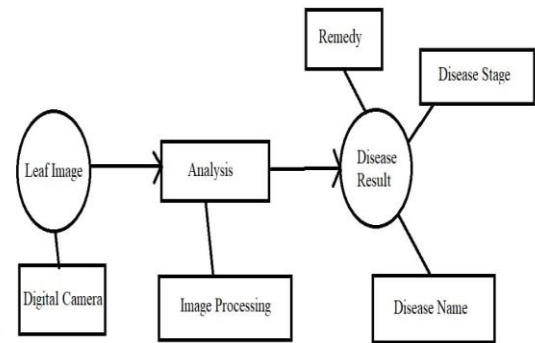 Remedy
Disease Stage
Leaf Image
Analysis
Disease
Result
Digital Camera
Image Processing
Disease Name